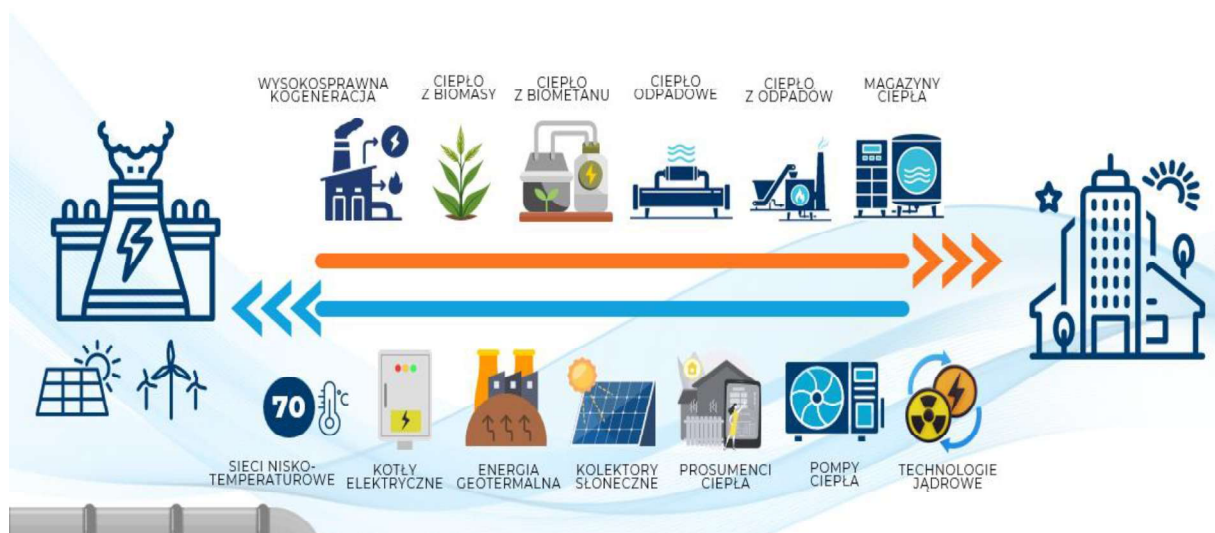 WYSOKOSPRAWNA
KOGENERACJA
CIEPŁO
Z BIOMASY
CIEPŁO
Z BIOMETANU
CIEPŁO
ODPADOWE
CIEPŁO
Z ODPADÓW
MAGAZYNY
CIEPŁA
70
°C
SIECI NISKO-
TEMPERATUROWE
KOTŁY
ELEKTRYCZNE
ENERGIA
GEOTERMALNA
KOLEKTORY
SŁONECZNE
PROSUMENCI
CIEPŁA
POMPY
CIEPŁA
TECHNOLOGIE
JĄDROWE